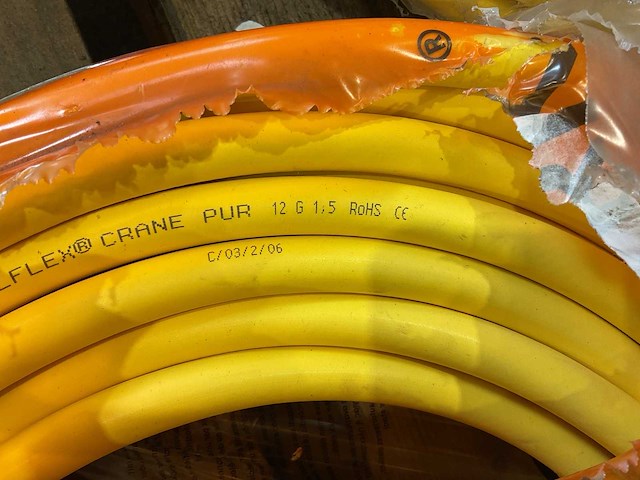 ®
LFLEX® CRANE PUR 12 G 1,5 RoHS CE
C/03/2/06